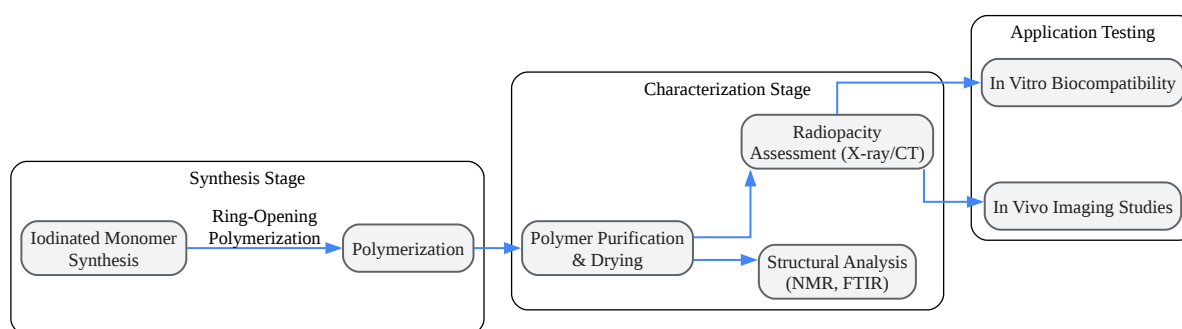 Synthesis Stage
Iodinated Monomer
Synthesis
Ring-Opening
Polymerization
Polymerization
Characterization Stage
Polymer Purification
& Drying
Radiopacity
Assessment (X-ray/CT)
Structural Analysis
(NMR, FTIR)
Application Testing
In Vitro Biocompatibility
In Vivo Imaging Studies